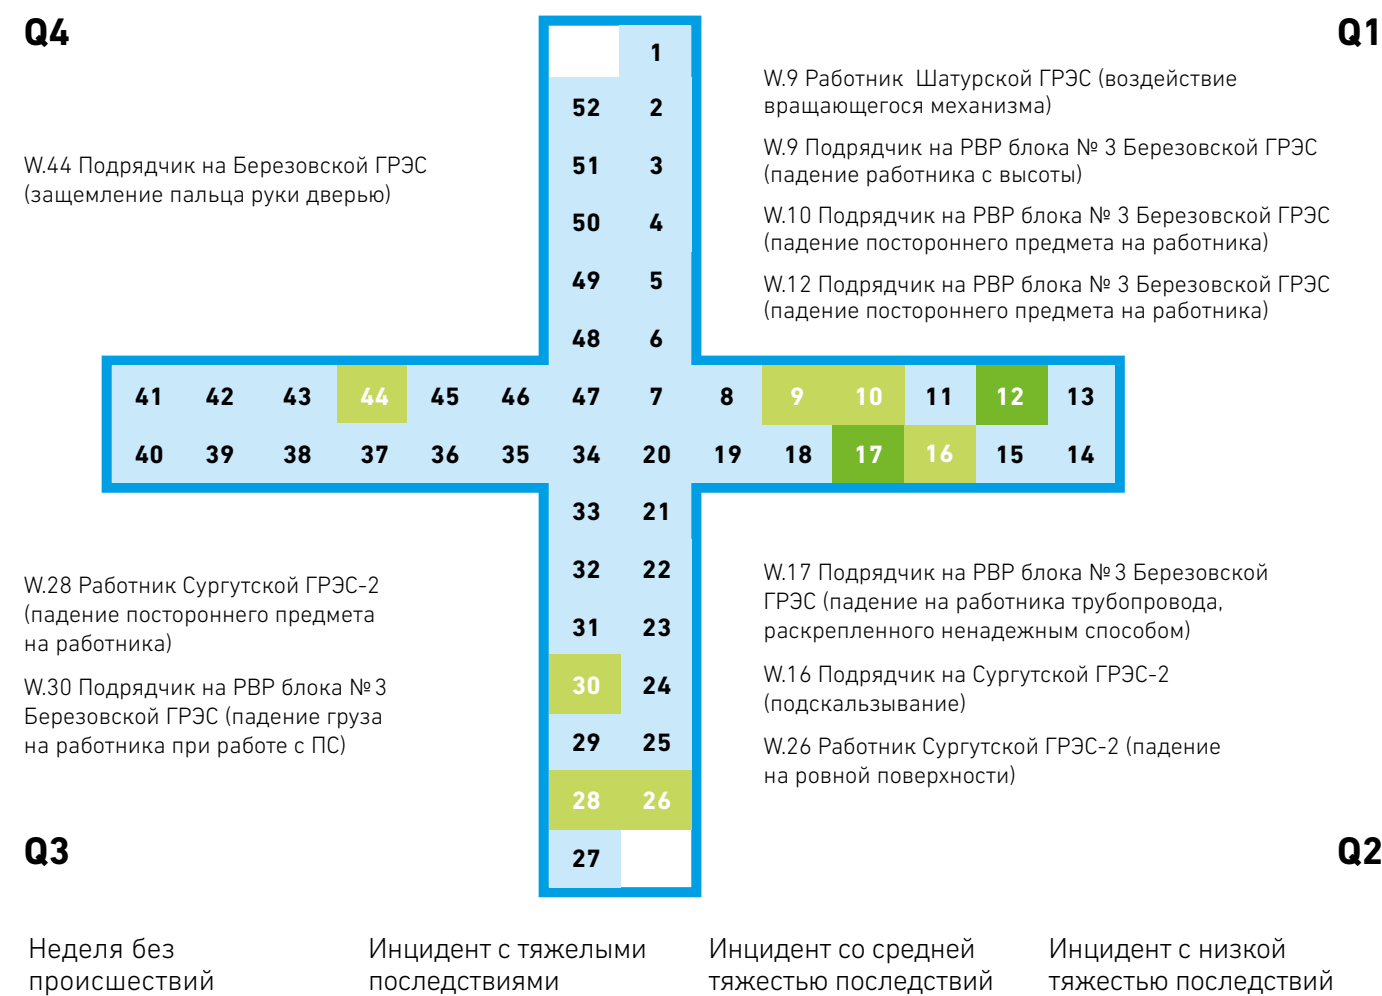 Q4
Q1
W.9 Работник Шатурской ГРЭС (воздействие
вращающегося механизма)
W.9 Подрядчик на РВР блока № 3 Березовской ГРЭС
(падение работника с высоты)
W.10 Подрядчик на РВР блока № 3 Березовской ГРЭС
(падение постороннего предмета на работника)
W.12 Подрядчик на РВР блока № 3 Березовской ГРЭС
(падение постороннего предмета на работника)
W.44 Подрядчик на Березовской ГРЭС
(защемление пальца руки дверью)
1
52 2
51 3
50 4
49 5
48 6
41 42 43 44 45 46 47 7 8 9 10 11 12 13
40 39 38 37 36 35 34 20 19 18 17 16 15 14
33 21
32 22
31 23
30 24
29 25
28 26
27
W.28 Работник Сургутской ГРЭС-2
(падение постороннего предмета
на работника)
W.30 Подрядчик на РВР блока № 3
Березовской ГРЭС (падение груза
на работника при работе с ПС)
W.17 Подрядчик на РВР блока № 3 Березовской
ГРЭС (падение на работника трубопровода,
раскрепленного ненадежным способом)
W.16 Подрядчик на Сургутской ГРЭС-2
(подскальзывание)
W.26 Работник Сургутской ГРЭС-2 (падение
на ровной поверхности)
Q3
Q2
Неделя без
происшествий
Инцидент с тяжелыми
последствиями
Инцидент со средней
тяжестью последствий
Инцидент с низкой
тяжестью последствий